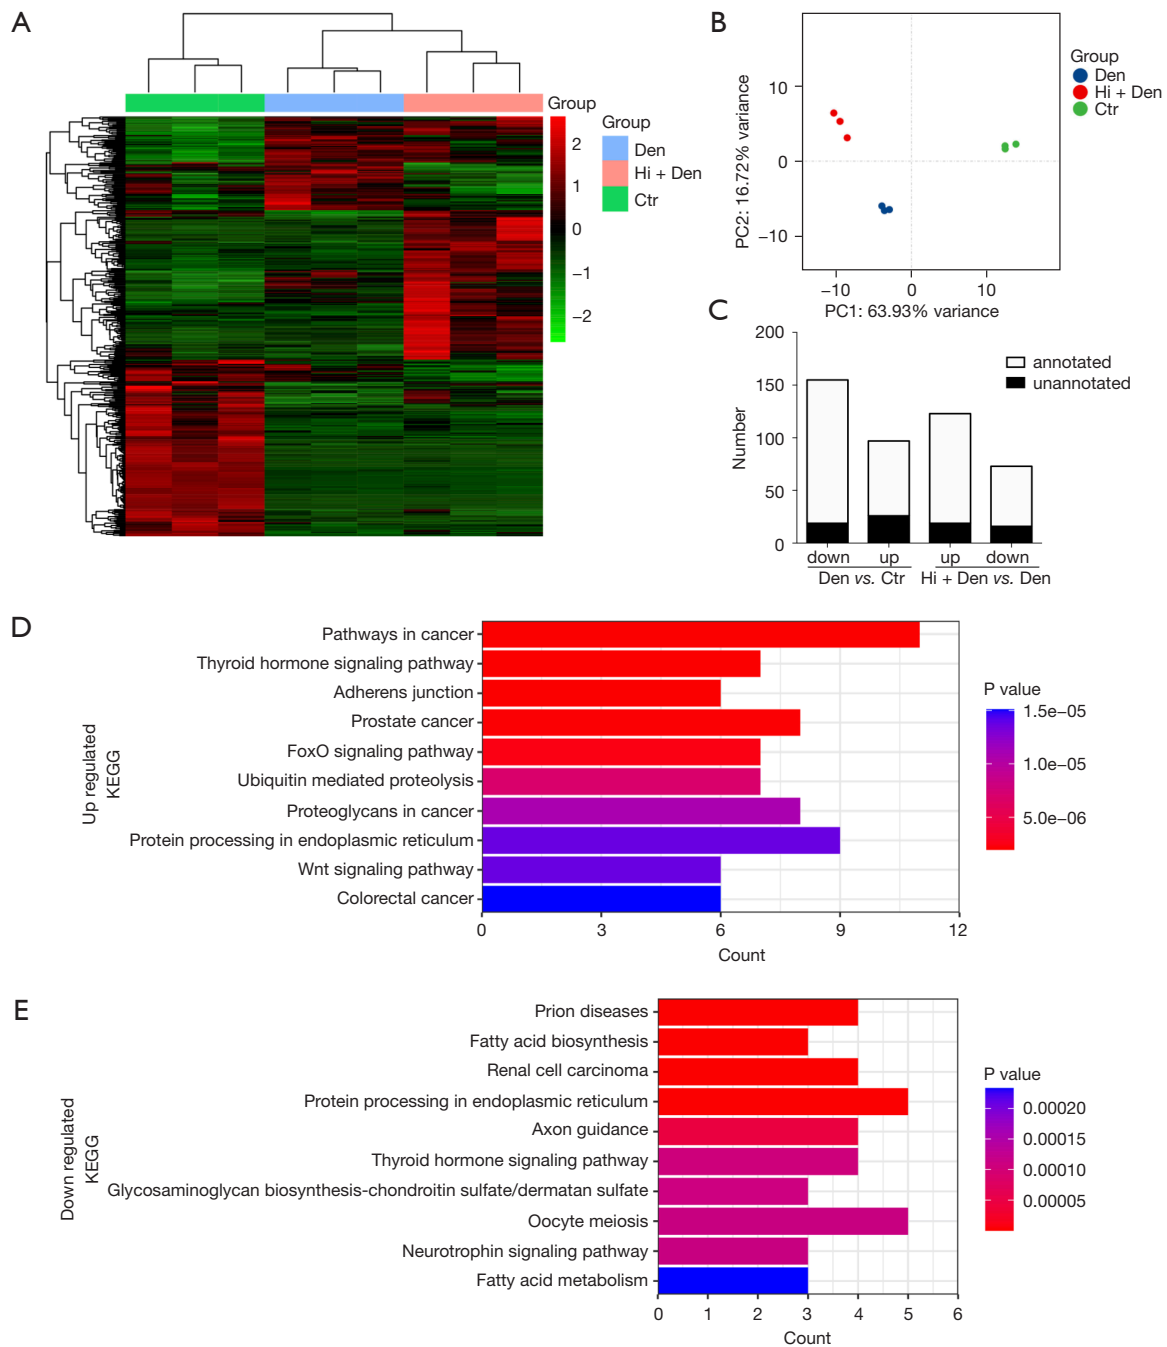 A
Group
2
1
0
−1
−2
Group
Den
Hi + Den
Ctr
B
PC2: 16.72% variance
10
0
−10
−10
0
10
PC1: 63.93% variance
Group
Den
Hi + Den
Ctr
C
Number
200
150
100
50
0
annotated
unannotated
down
up
up
down
Den vs. Ctr
Hi + Den vs. Den
D
Up regulated
KEGG
Pathways in cancer
Thyroid hormone signaling pathway
Adherens junction
Prostate cancer
FoxO signaling pathway
Ubiquitin mediated proteolysis
Proteoglycans in cancer
Protein processing in endoplasmic reticulum
Wnt signaling pathway
Colorectal cancer
0
3
6
9
12
Count
P value
1.5e−05
1.0e−05
5.0e−06
E
Down regulated
KEGG
Prion diseases
Fatty acid biosynthesis
Renal cell carcinoma
Protein processing in endoplasmic reticulum
Axon guidance
Thyroid hormone signaling pathway
Glycosaminoglycan biosynthesis-chondroitin sulfate/dermatan sulfate
Oocyte meiosis
Neurotrophin signaling pathway
Fatty acid metabolism
0
1
2
3
4
5
6
Count
P value
0.00020
0.00015
0.00010
0.00005